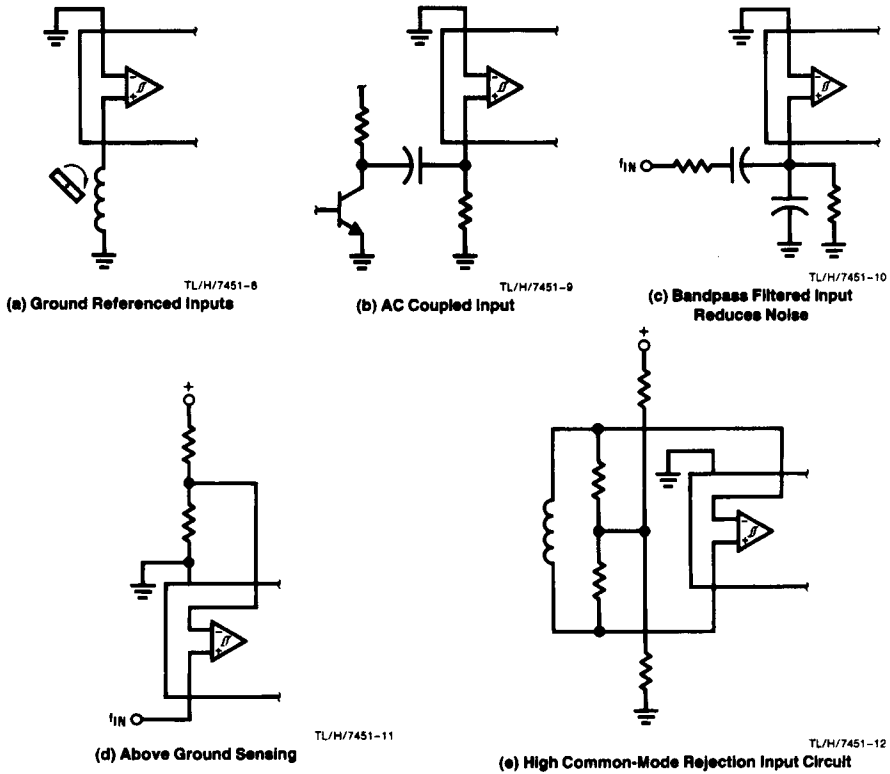 TL/H/7451-8
(a) Ground Referenced Inputs
TL/H/7451-9
(b) AC Coupled Input
fIN
TL/H/7451-10
(c) Bandpass Filtered Input
Reduces Noise
+
fIN
TL/H/7451-11
(d) Above Ground Sensing
+
TL/H/7451-12
(e) High Common-Mode Rejection Input Circuit